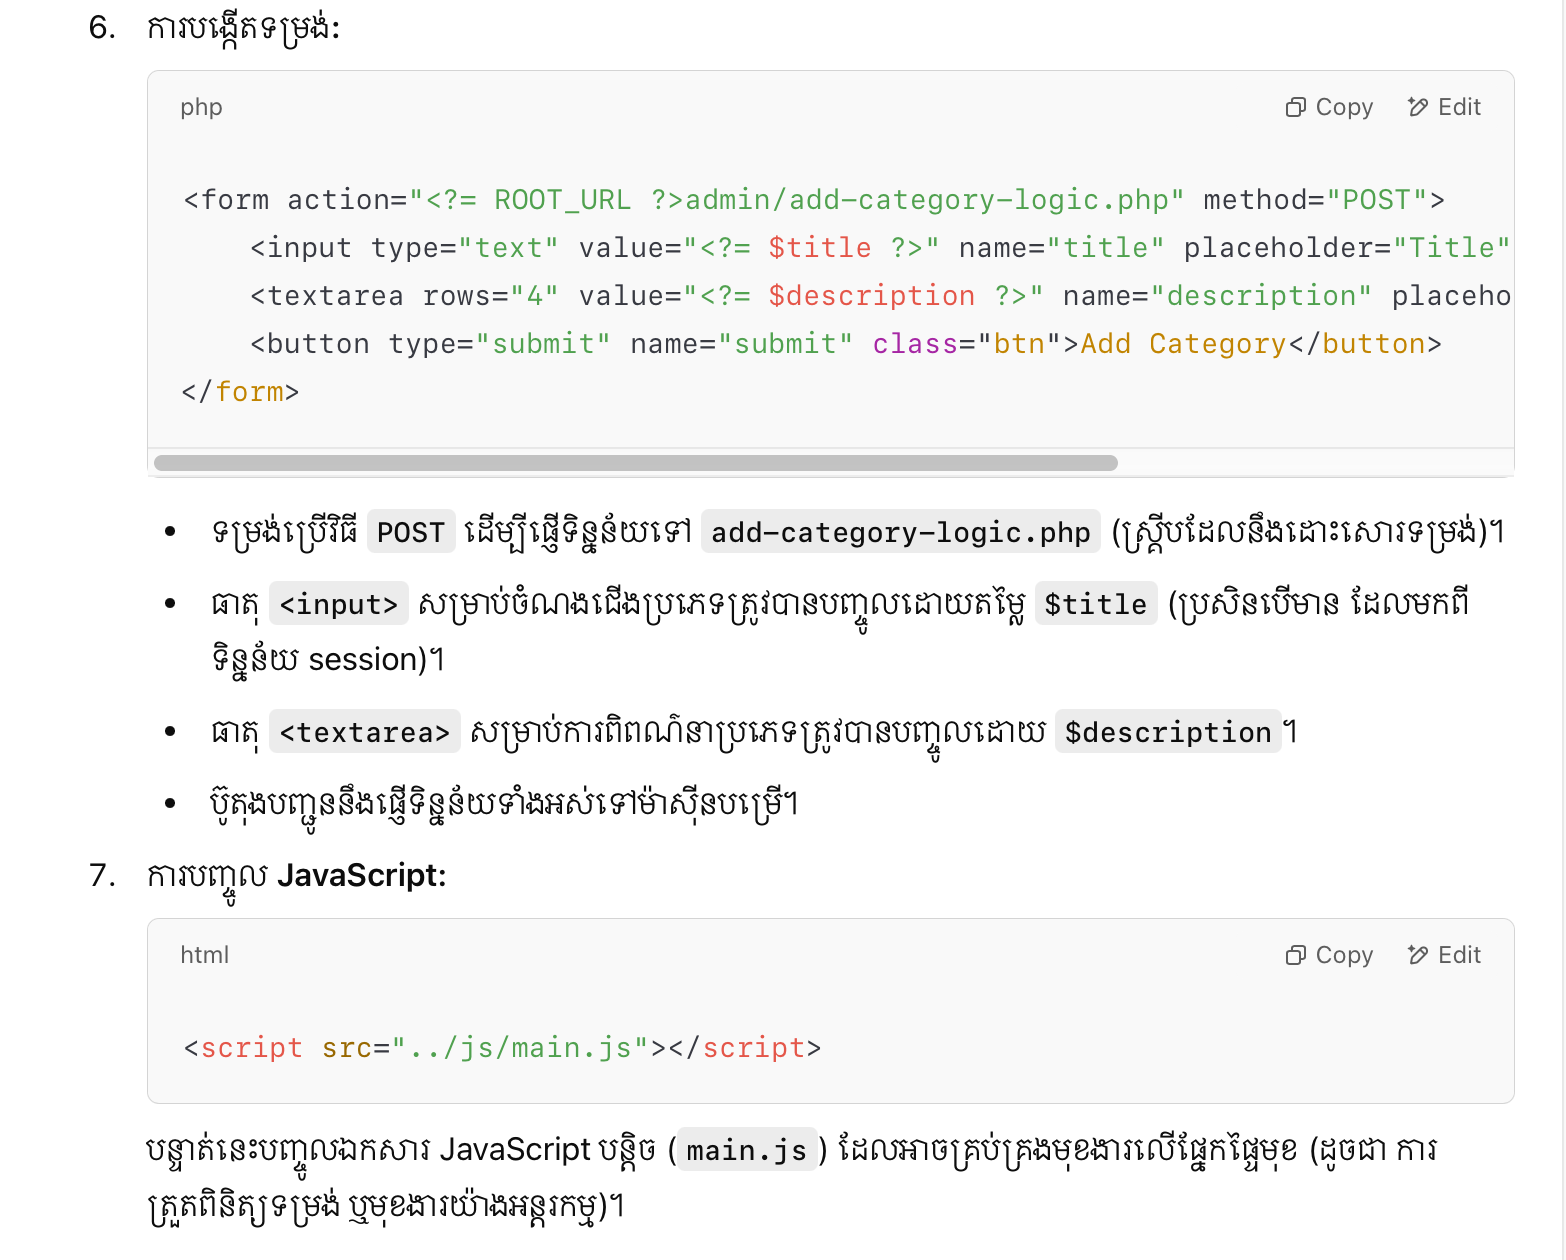 6. ការបង្កើតទម្រង់:
php
Copy
Edit
<form action="<?= ROOT_URL ?>admin/add-category-logic.php" method="POST">
<input type="text" value="<?= $title ?>" name="title" placeholder="Title"
<textarea rows="4" value="<?= $description ?>" name="description" placeho
<button type="submit" name="submit" class="btn">Add Category</button>
</form>
• ទម្រង់ប្រើវិធី POST ដើម្បីផ្ញើទិន្នន័យទៅ add-category-logic.php (ស្គ្រីបដែលនឹងដោះសោរទម្រង់)។
• ធាតុ <input> សម្រាប់ចំណងជើងប្រភេទត្រូវបានបញ្ចូលដោយតម្លៃ $title (ប្រសិនបើមាន ដែលមកពី
ទិន្នន័យ session)។
• ធាតុ <textarea> សម្រាប់ការពិពណ៌នាប្រភេទត្រូវបានបញ្ចូលដោយ $description។
• ប៊ូតុងបញ្ជូននឹងផ្ញើទិន្នន័យទាំងអស់ទៅម៉ាស៊ីនបម្រើ។
7. ការបញ្ចូល JavaScript:
html
Copy
Edit
<script src="../js/main.js"></script>
បន្ទាត់នេះបញ្ចូលឯកសារ JavaScript បន្តិច (main.js) ដែលអាចគ្រប់គ្រងមុខងារលើផ្នែកផ្ទៃមុខ (ដូចជា ការ
ត្រួតពិនិត្យទម្រង់ ឬមុខងារយ៉ាងអន្តរកម្ម)។